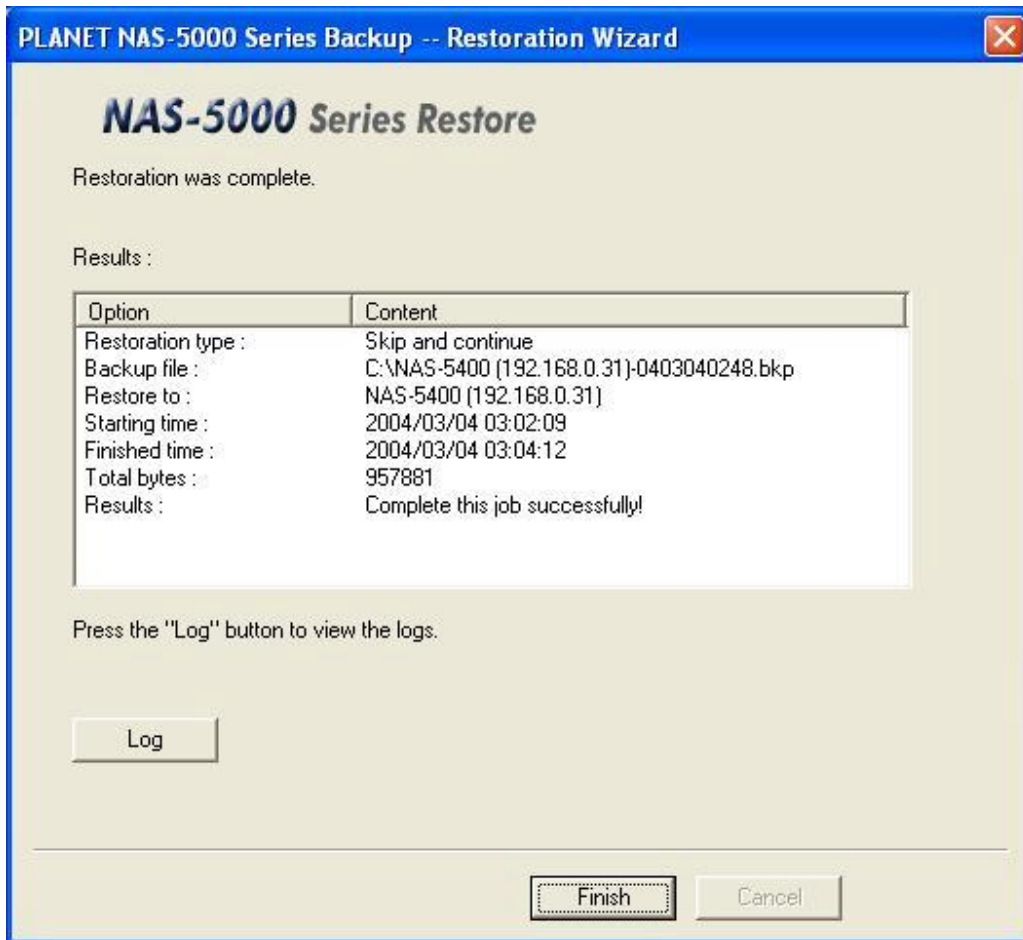 PLANET NAS-5000 Series Backup -- Restoration Wizard
NAS-5000 Series Restore
Restoration was complete.
Results :
Option Content
Restoration type : Skip and continue
Backup file : C:\NAS-5400 (192.168.0.31)-0403040248.bkp
Restore to : NAS-5400 (192.168.0.31)
Starting time : 2004/03/04 03:02:09
Finished time : 2004/03/04 03:04:12
Total bytes : 957881
Results : Complete this job successfully!
Press the "Log" button to view the logs.
Log
Finish Cancel